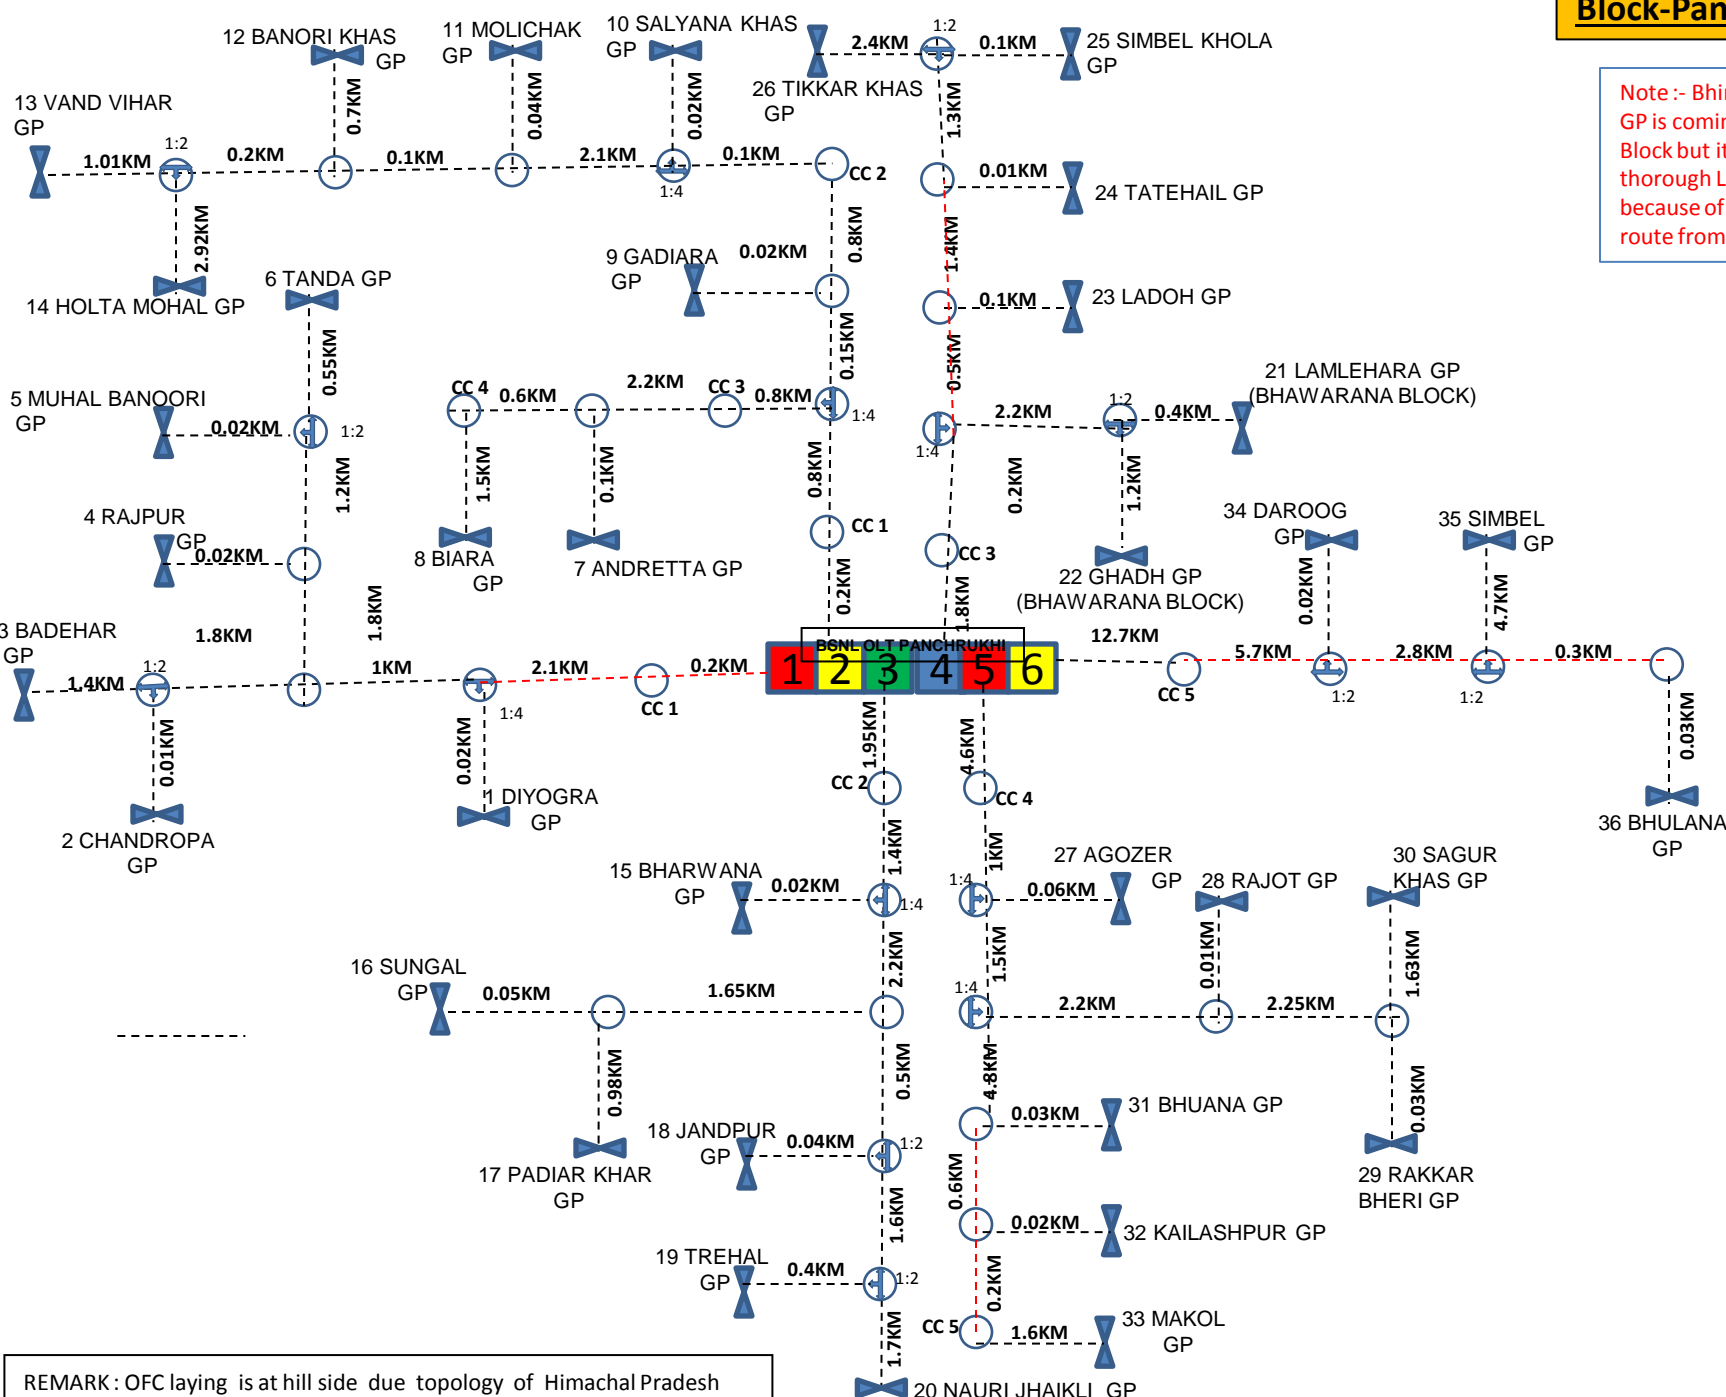 Block-Pan
Note :- Bhi
GP is comin
Block but it
thorough L
because of
route from
12 BANORI KHAS
GP
11 MOLICHAK
GP
10 SALYANA KHAS
GP
2.4KM
1:2
0.1KM
25 SIMBEL KHOLA
GP
26 TIKKAR KHAS
GP
13 VAND VIHAR
GP
0.7KM
0.04KM
0.02KM
1.3KM
1.01KM
1:2
0.2KM
0.1KM
2.1KM
1:4
0.1KM
CC 2
0.01KM
24 TATEHAIL GP
2.92KM
14 HOLTA MOHAL GP
6 TANDA GP
9 GADIARA
GP
0.02KM
0.8KM
1.4KM
0.1KM
23 LADOH GP
0.55KM
0.15KM
0.5KM
5 MUHAL BANOORI
GP
0.02KM
1:2
CC 4
0.6KM
2.2KM
CC 3
0.8KM
1:4
1:4
2.2KM
1:2
0.4KM
21 LAMLEHARA GP
(BHAWARANA BLOCK)
1.2KM
1.5KM
0.1KM
0.8KM
0.2KM
1.2KM
4 RAJPUR
GP
0.02KM
8 BIARA
GP
7 ANDRETTA GP
CC 1
CC 3
22 GHADH GP
(BHAWARANA BLOCK)
34 DAROOG
GP
35 SIMBEL
GP
0.2KM
1.8KM
0.02KM
4.7KM
3 BADEHAR
GP
1.8KM
1.8KM
BSNL OLT PANCHRUKHI
1 2 3 4 5 6
12.7KM
CC 5
5.7KM
1:2
2.8KM
1:2
0.3KM
1.4KM
1:2
1KM
1:4
2.1KM
CC 1
0.2KM
0.01KM
0.02KM
1.95KM
4.6KM
0.03KM
2 CHANDROPA
GP
1 DIYOGRA
GP
CC 2
CC 4
36 BHULANA
GP
1.4KM
1KM
15 BHARWANA
GP
0.02KM
1:4
1:4
0.06KM
27 AGOZER
GP
28 RAJOT GP
30 SAGUR
KHAS GP
2.2KM
1.5KM
0.01KM
1.63KM
16 SUNGAL
GP
0.05KM
1.65KM
1:4
2.2KM
2.25KM
0.98KM
0.5KM
4.8KM
0.03KM
17 PADIAR KHAR
GP
18 JANDPUR
GP
0.04KM
1:2
0.03KM
31 BHUANA GP
29 RAKKAR
BHERI GP
1.6KM
0.6KM
0.02KM
32 KAILASHPUR GP
19 TREHAL
GP
0.4KM
1:2
0.2KM
CC 5
1.6KM
33 MAKOL
GP
1.7KM
20 NAURI JHAIKLI GP
REMARK : OFC laying is at hill side due topology of Himachal Pradesh